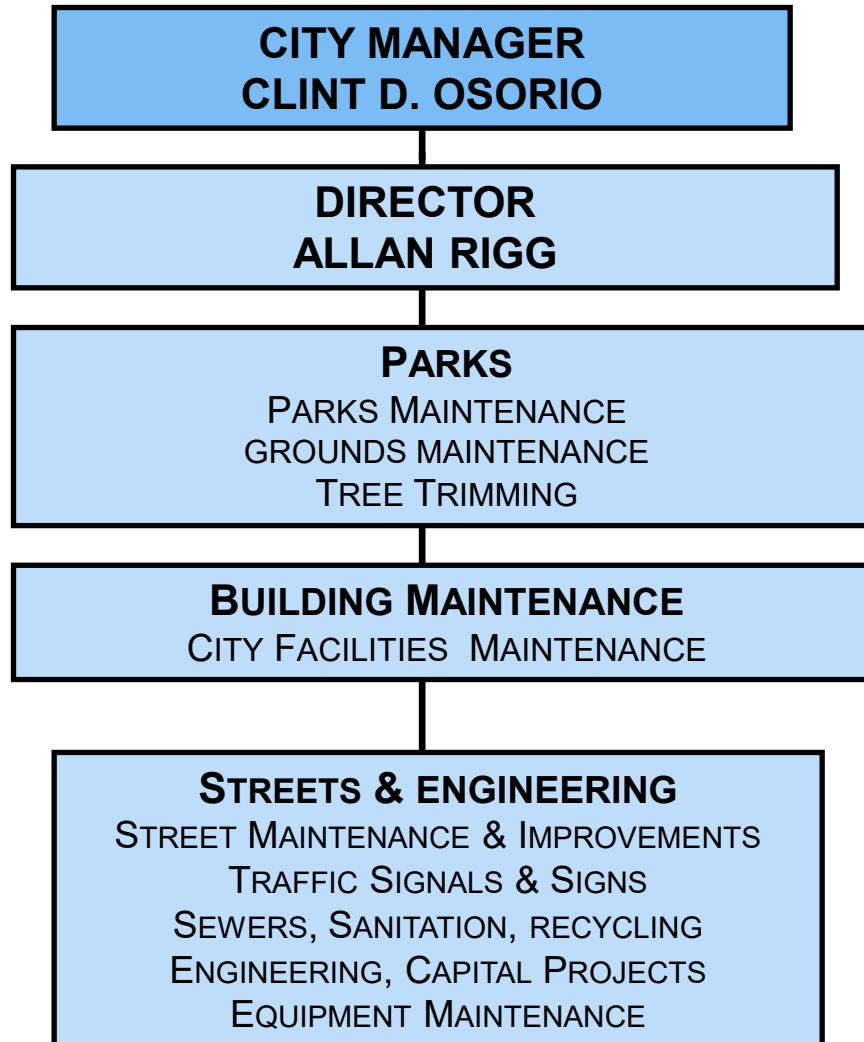 CITY MANAGER
CLINT D. OSORIO
DIRECTOR
ALLAN RIGG
PARKS
PARKS MAINTENANCE
GROUNDS MAINTENANCE
TREE TRIMMING
BUILDING MAINTENANCE
CITY FACILITIES MAINTENANCE
STREETS & ENGINEERING
STREET MAINTENANCE & IMPROVEMENTS
TRAFFIC SIGNALS & SIGNS
SEWERS, SANITATION, RECYCLING
ENGINEERING, CAPITAL PROJECTS
EQUIPMENT MAINTENANCE